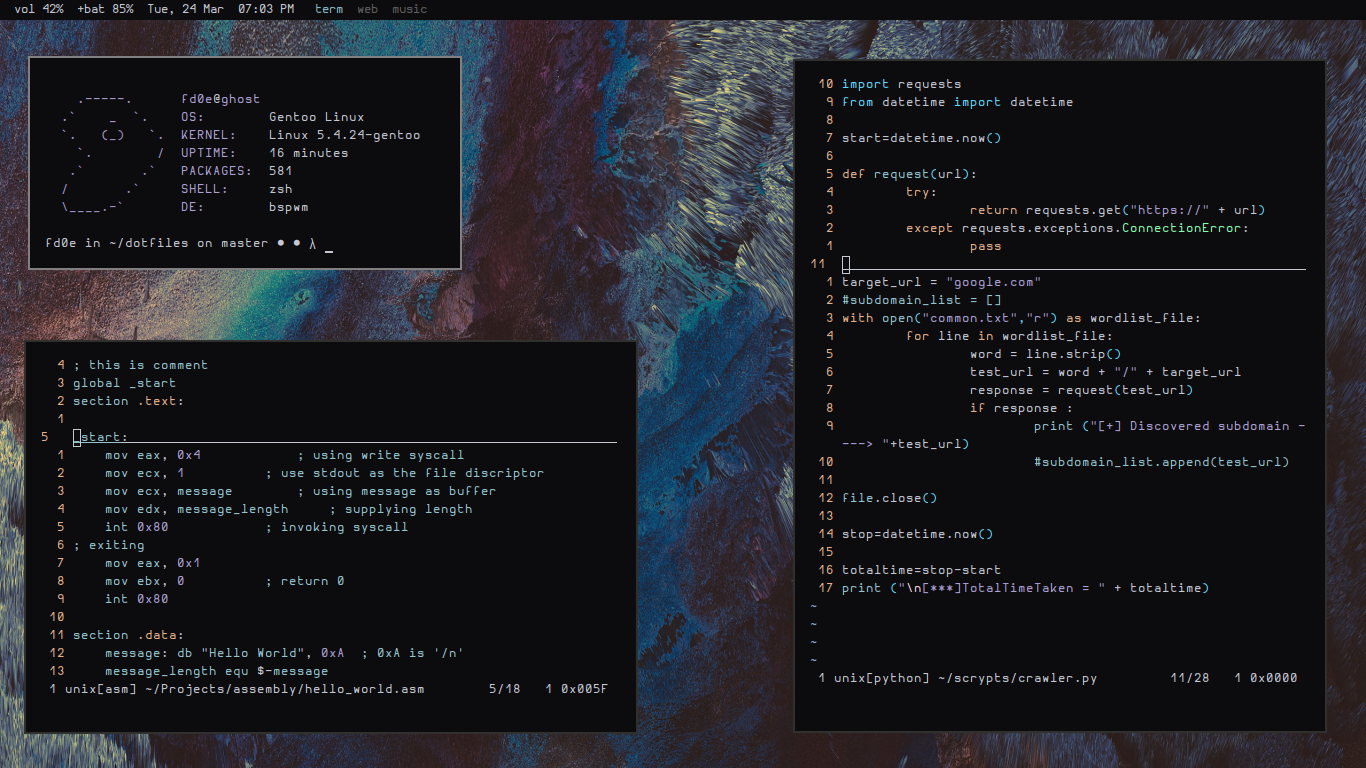 vol 42% +bat 85% Tue, 24 Mar 07:03 PM term web music
.-----. fd0e@ghost
.` _ `. OS: Gentoo Linux
`. (_) `. KERNEL: Linux 5.4.24-gentoo
`. / UPTIME: 16 minutes
.` .` PACKAGES: 581
/ .` SHELL: zsh
\____.-` DE: bspwm
fd0e in ~/dotfiles on master ● ● λ _
4 ; this is comment
3 global _start
2 section .text:
1
5 _start:
1 mov eax, 0x4 ; using write syscall
2 mov ecx, 1 ; use stdout as the file discriptor
3 mov ecx, message ; using message as buffer
4 mov edx, message_length ; supplying length
5 int 0x80 ; invoking syscall
6 ; exiting
7 mov eax, 0x1
8 mov ebx, 0 ; return 0
9 int 0x80
10
11 section .data:
12 message: db "Hello World", 0xA ; 0xA is '/n'
13 message_length equ $-message
1 unix[asm] ~/Projects/assembly/hello_world.asm 5/18 1 0x005F
10 import requests
9 from datetime import datetime
8
7 start=datetime.now()
6
5 def request(url):
4 try:
3 return requests.get("https://" + url)
2 except requests.exceptions.ConnectionError:
1 pass
11
1 target_url = "google.com"
2 #subdomain_list = []
3 with open("common.txt","r") as wordlist_file:
4 for line in wordlist_file:
5 word = line.strip()
6 test_url = word + "/" + target_url
7 response = request(test_url)
8 if response :
9 print ("[+] Discovered subdomain -
---> "+test_url)
10 #subdomain_list.append(test_url)
11
12 file.close()
13
14 stop=datetime.now()
15
16 totaltime=stop-start
17 print ("\n[***]TotalTimeTaken = " + totaltime)
~
~
~
~
1 unix[python] ~/scrypts/crawler.py 11/28 1 0x0000